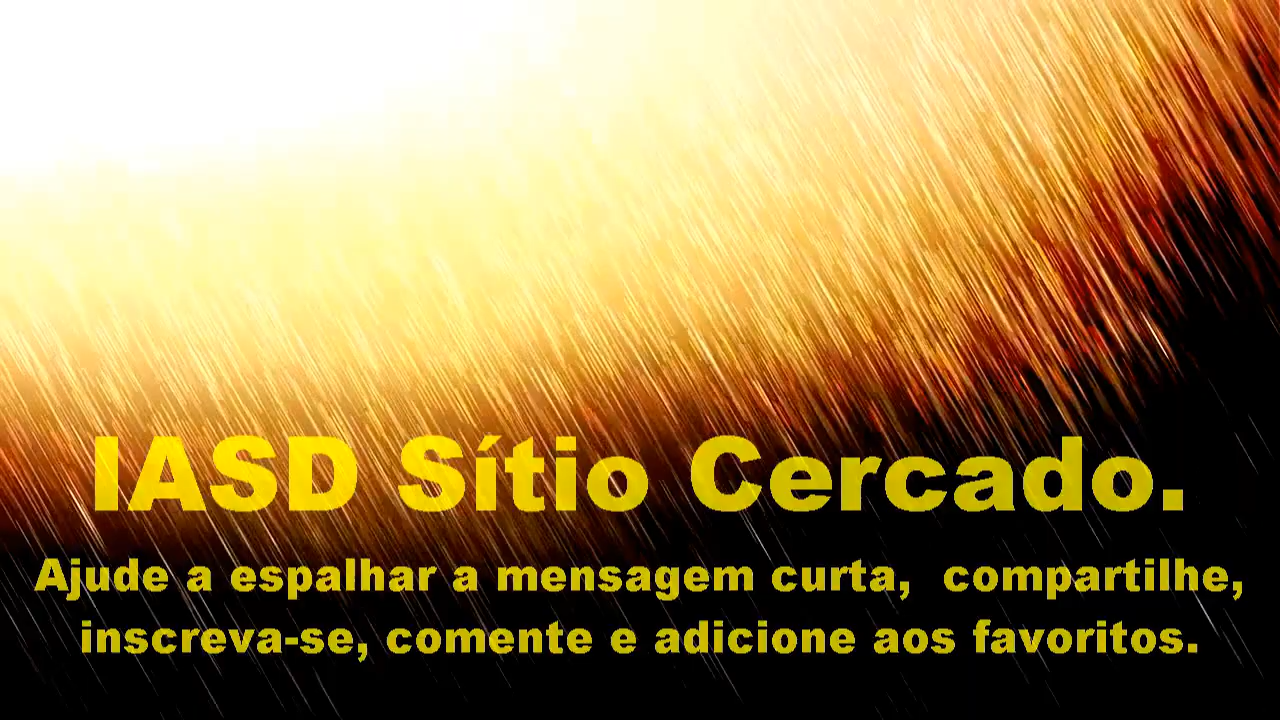 IASD Sítio Cercado.
Ajude a espalhar a mensagem curta,  compartilhe,
inscreva-se, comente e adicione aos favoritos.